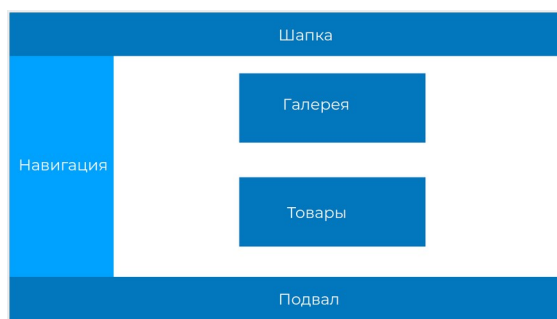 Шапка
Галерея
Навигация
Товары
Подвал